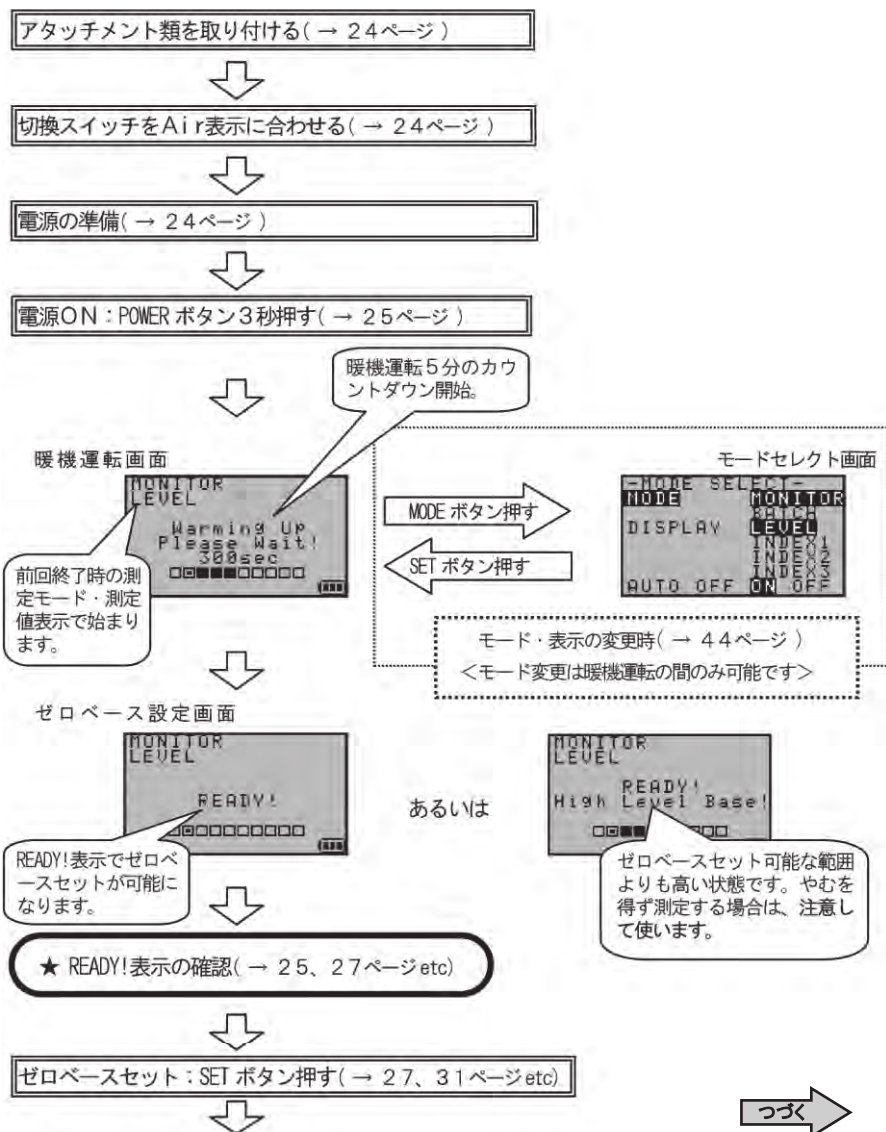 アタッチメント類を取り付ける( → 24ページ )
切換スイッチをAir表示に合わせる( → 24ページ )
電源の準備( → 24ページ )
電源ON：POWER ボタン3秒押す( → 25ページ )
暖機運転5分のカウ
ントダウン開始。
暖機運転画面
MONITOR
LEVEL
Warming Up
Please Wait!
300sec
前回終了時の測
定モード・測定
値表示で始まり
ます。
MODE ボタン押す
SET ボタン押す
モードセレクト画面
-MODE SELECT-
MODE MONITOR
BATCH
DISPLAY LEVEL
INDEX1
INDEX2
INDEX3
AUTO OFF ON OFF
モード・表示の変更時( → 44ページ )
＜モード変更は暖機運転の間のみ可能です＞
ゼロベース設定画面
MONITOR
LEVEL
READY!
READY!表示でゼロベ
ースセットが可能に
なります。
あるいは
MONITOR
LEVEL
READY!
High Level Base!
ゼロベースセット可能な範囲
よりも高い状態です。やむを
得ず測定する場合は、注意し
て使います。
★ READY!表示の確認( → 25、27ページ etc)
ゼロベースセット：SET ボタン押す( → 27、31ページ etc)
つづく